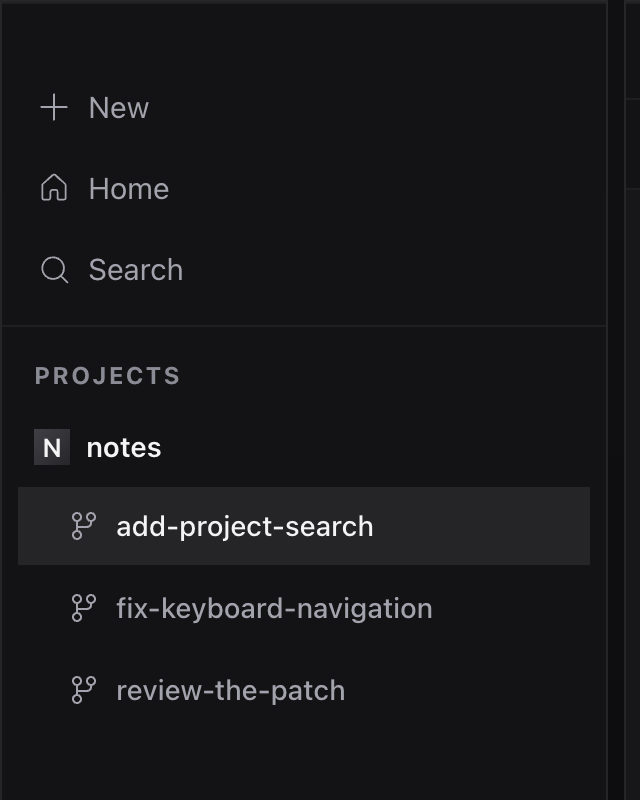 New
Home
Search
PROJECTS
N notes
add-project-search
fix-keyboard-navigation
review-the-patch